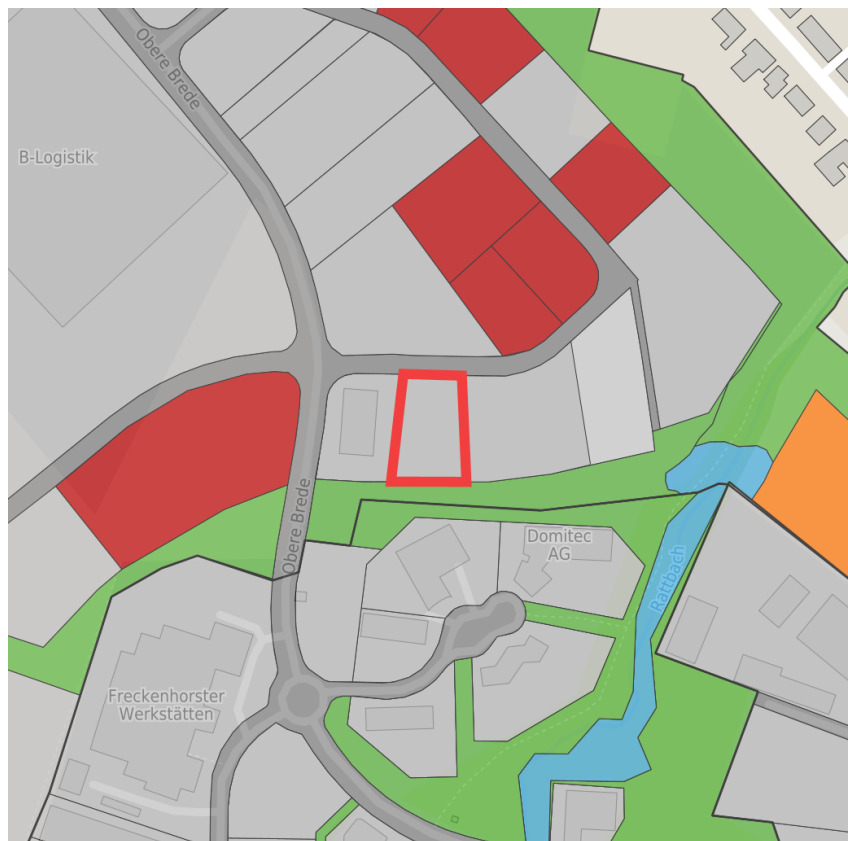 Obere Brede
B-Logistik
Obere Brede
Domitec
AG
Rattbach
Freckenhorster
Werkstätten